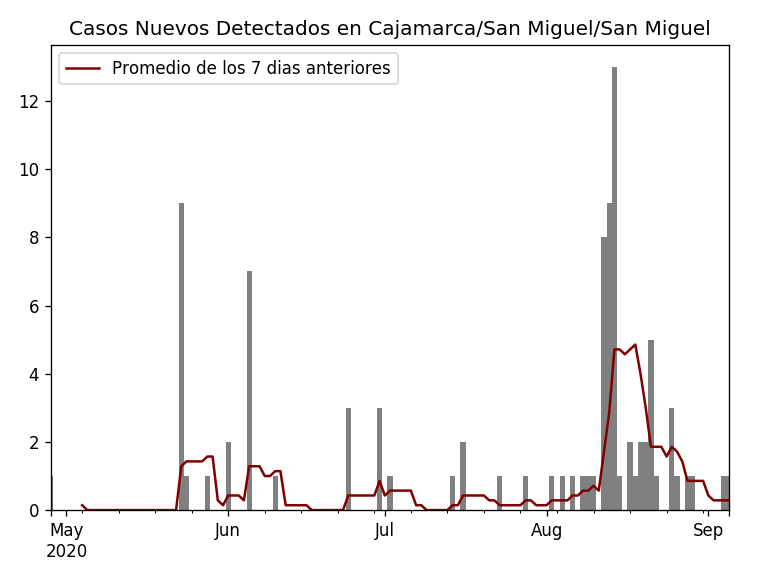 Casos Nuevos Detectados en Cajamarca/San Miguel/San Miguel
Promedio de los 7 dias anteriores
12
10
8
6
4
2
0
May Jun Jul Aug Sep
2020